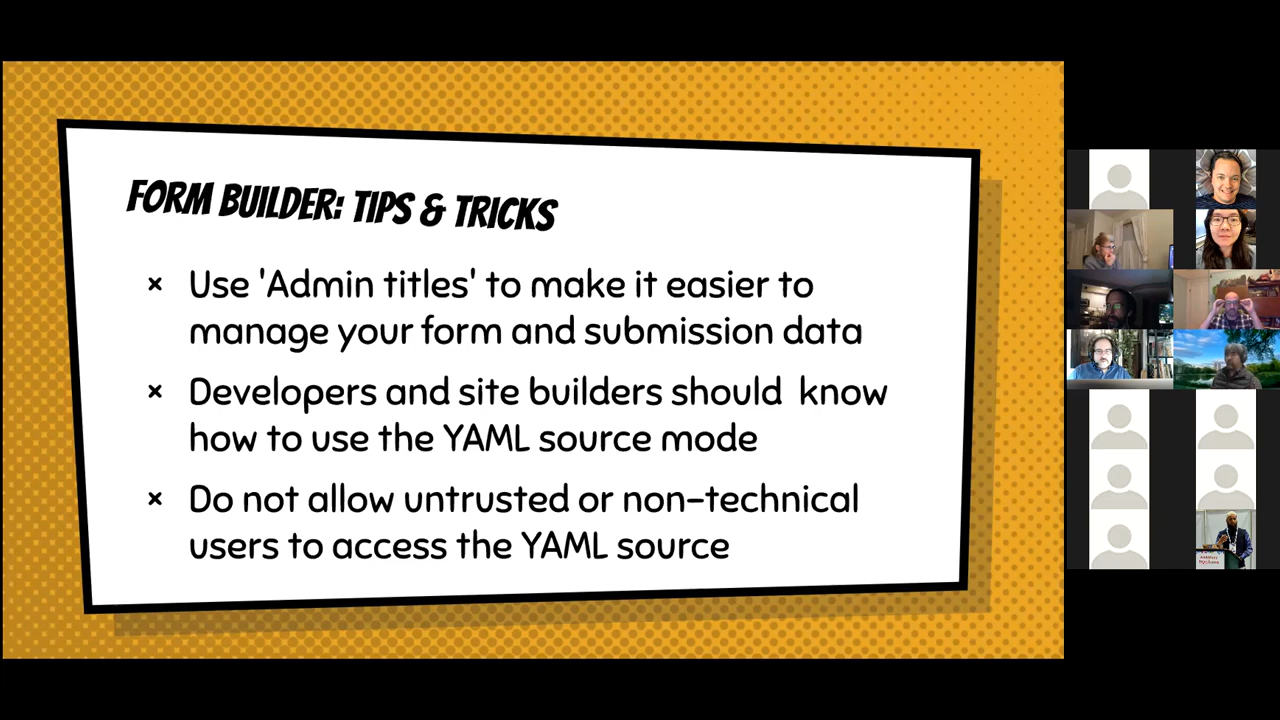 FORM BUILDER: TIPS & TRICKS
× Use 'Admin titles' to make it easier to
manage your form and submission data
× Developers and site builders should know
how to use the YAML source mode
× Do not allow untrusted or non-technical
users to access the YAML source